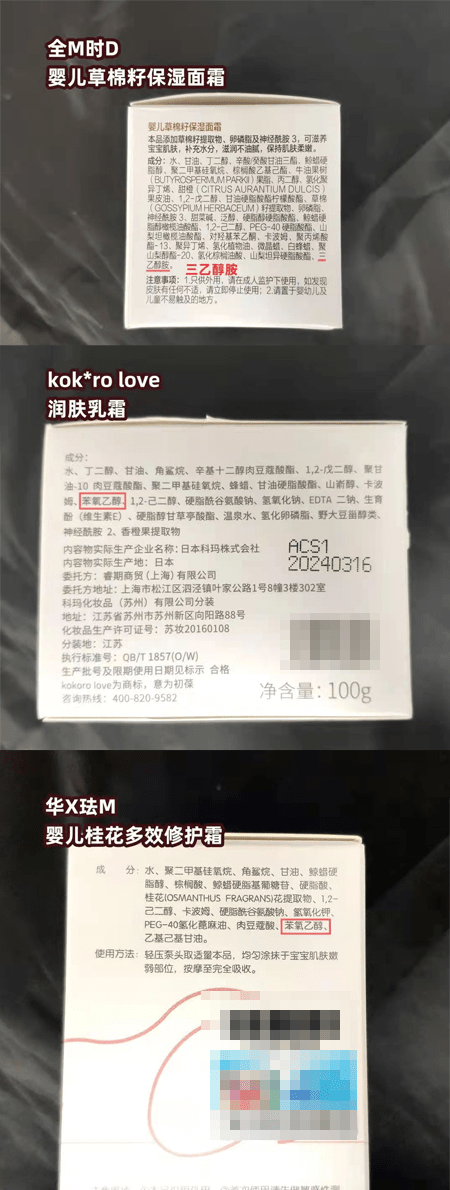 全M时D
婴儿草棉籽保湿面霜
婴儿草棉籽保湿面霜
本品添加草棉籽提取物、卵磷脂及神经酰胺 3，可滋养
宝宝肌肤，补充水分，滋润不油腻，保持肌肤柔嫩。
成分：水、甘油、丁二醇、辛酸/癸酸甘油三酯、鲸蜡硬
脂醇、聚二甲基硅氧烷、棕榈酸乙基己酯、牛油果树
(BUTYROSPERMUM PARKII) 果脂、丙二醇、氢化聚
异丁烯、甜橙 (CITRUS AURANTIUM DULCIS)
果皮油、1,2-戊二醇、甘油硬脂酸酯柠檬酸酯、草棉
(GOSSYPIUM HERBACEUM) 籽提取物、卵磷脂、
神经酰胺 3、甜菜碱、泛醇、硬脂醇硬脂酸酯、鲸蜡硬
脂醇橄榄油酸酯、1,2-己二醇、PEG-40 硬脂酸酯、山
梨坦橄榄油酸酯、对羟基苯乙酮、卡波姆、聚丙烯酸
酯-13、聚异丁烯、氢化植物油、微晶蜡、白蜂蜡、聚
山梨醇酯-20、氢化棕榈油酸、山梨坦异硬脂酸酯、三
乙醇胺。
三乙醇胺
注意事项：1.只供外用，请在成人监护下使用，如发现
皮肤有任何不适，请立即停止使用；2.请置于婴幼儿及
儿童不易触及的地方。
kok*ro love
润肤乳霜
成分：
水、丁二醇、甘油、角鲨烷、辛基十二醇肉豆蔻酸酯、1,2-戊二醇、聚甘
油-10 肉豆蔻酸酯、聚二甲基硅氧烷、蜂蜡、甘油硬脂酸酯、山嵛醇、卡波
姆、苯氧乙醇、1,2-己二醇、硬脂酰谷氨酸钠、氢氧化钠、EDTA 二钠、生育
酚（维生素E）、硬脂醇甘草亭酸酯、温泉水、氢化卵磷脂、野大豆甾醇类、
神经酰胺 2、香橙果提取物
内容物实际生产企业名称：日本科玛株式会社
内容物实际生产地：日本
委托方：睿期商贸（上海）有限公司
委托方地址：上海市松江区泗泾镇叶家公路1号8幢3楼302室
科玛化妆品（苏州）有限公司分装
地址：江苏省苏州市苏州新区向阳路88号
化妆品生产许可证号：苏妆20160108
分装地：江苏
执行标准号：QB/T 1857(O/W)
生产批号及限期使用日期见标示 合格
kokoro love为商标，意为初葆
咨询热线：400-820-9582
ACS1
20240316
净含量：100g
华X珐M
婴儿桂花多效修护霜
成 分：水、聚二甲基硅氧烷、角鲨烷、甘油、鲸蜡硬
脂醇、棕榈酸、鲸蜡硬脂基葡糖苷、硬脂酸、
桂花(OSMANTHUS FRAGRANS)花提取物、1,2-
己二醇、卡波姆、硬脂酰谷氨酸钠、氢氧化钾、
PEG-40氢化蓖麻油、肉豆蔻酸、苯氧乙醇、
乙基己基甘油。
使用方法：轻压泵头取适量本品，均匀涂抹于宝宝肌肤娇
弱部位，按摩至完全吸收。